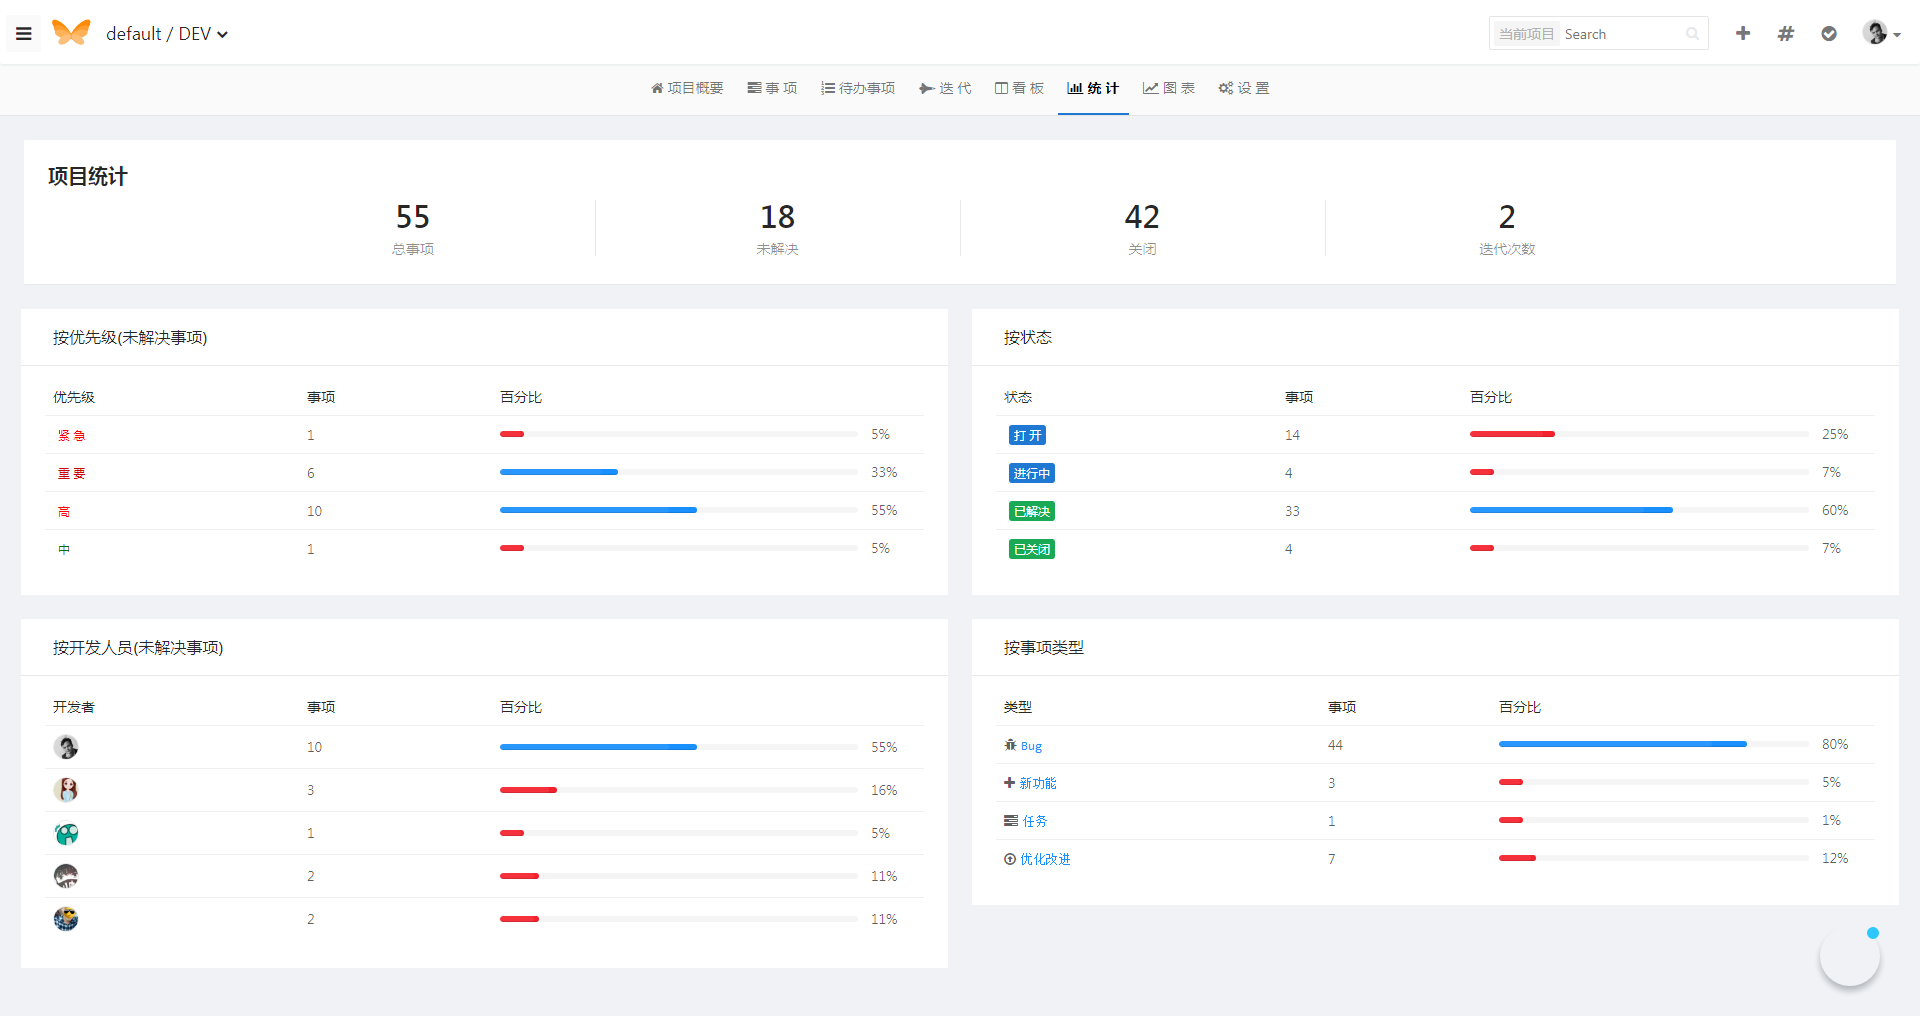 default / DEV
当前项目 Search
项目概要 事 项 待办事项 迭 代 看 板 统 计 图 表 设 置
项目统计
55 18 42 2
总事项 未解决 关闭 迭代次数
按优先级(未解决事项)
优先级 事项 百分比
紧 急 1 5%
重 要 6 33%
高 10 55%
中 1 5%
按状态
状态 事项 百分比
打 开 14 25%
进行中 4 7%
已解决 33 60%
已关闭 4 7%
按开发人员(未解决事项)
开发者 事项 百分比
10 55%
3 16%
1 5%
2 11%
2 11%
按事项类型
类型 事项 百分比
Bug 44 80%
新功能 3 5%
任务 1 1%
优化改进 7 12%